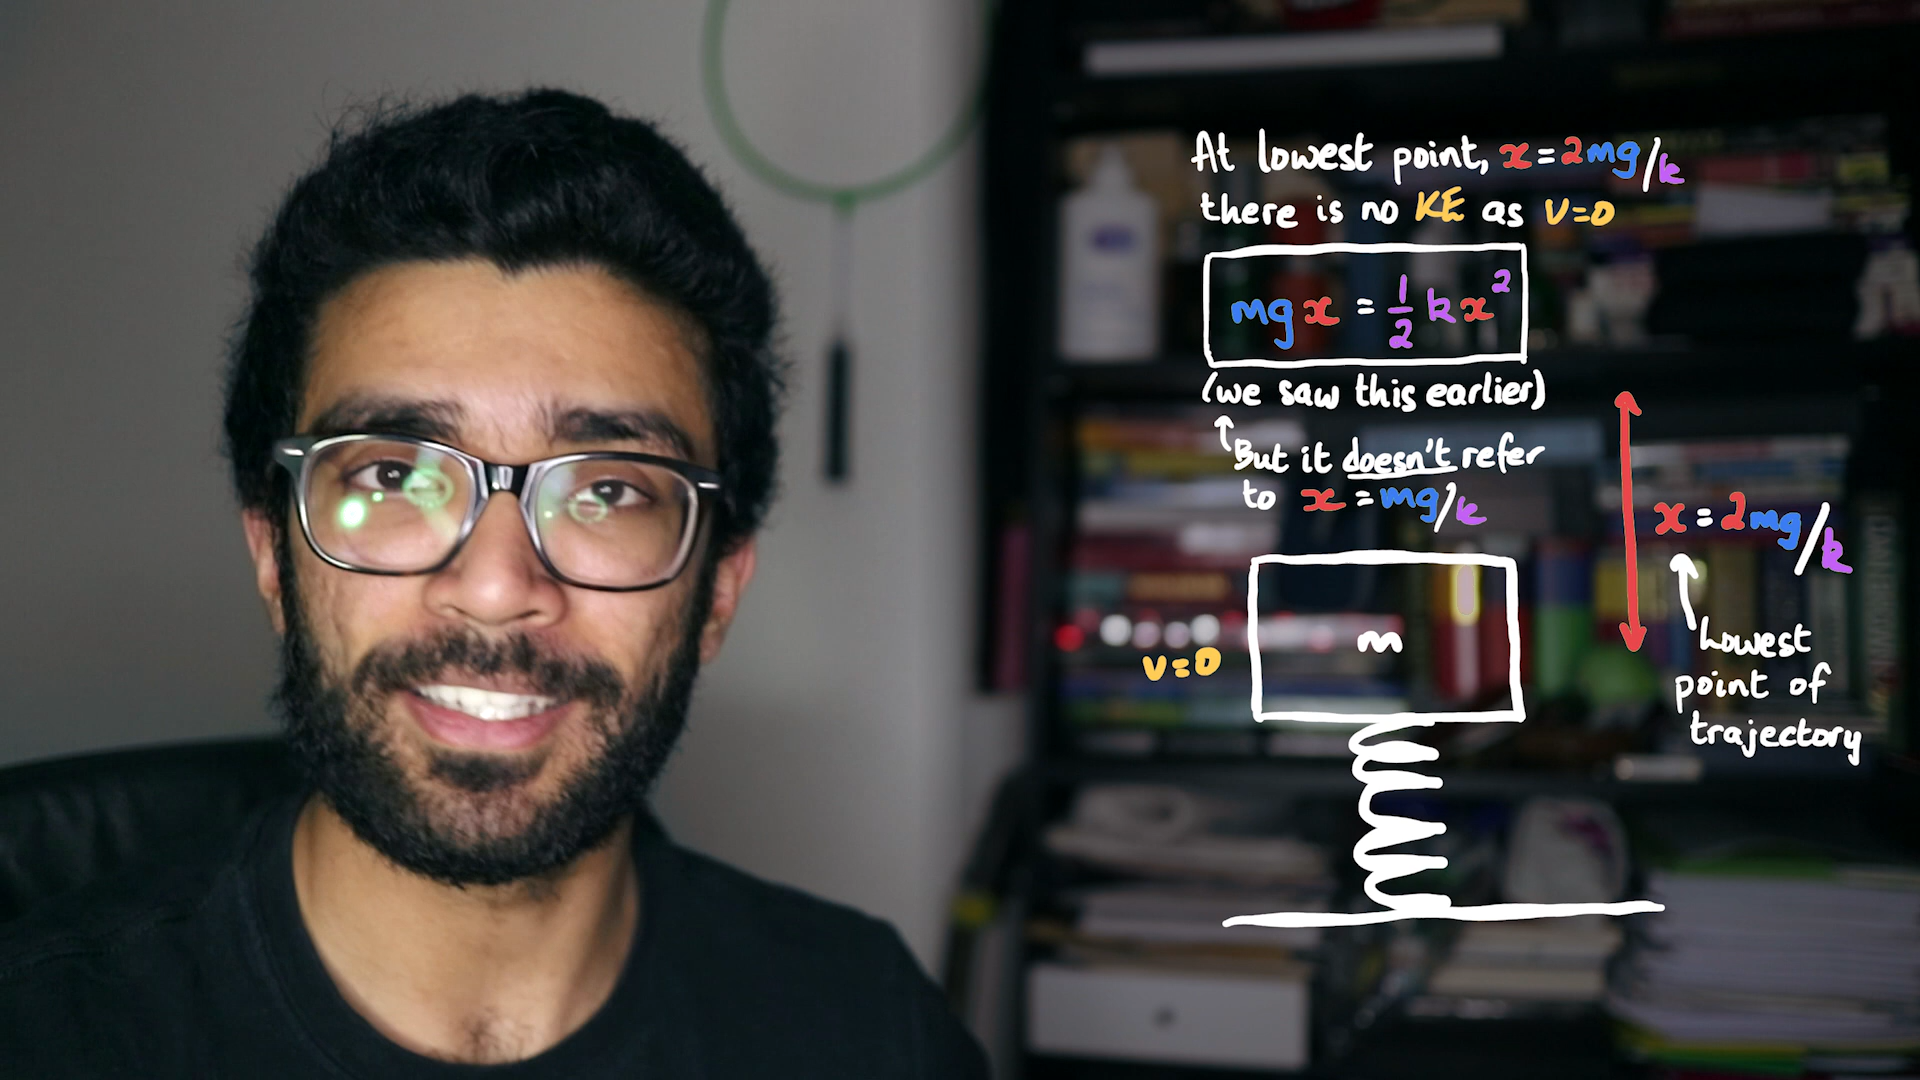 At lowest point, x=2mg/k
there is no KE as v=0
mgx = 1/2 kx²
(we saw this earlier)
But it doesn't refer
to x = mg/k
x=2mg/k
Lowest
point of
trajectory
m
v=0